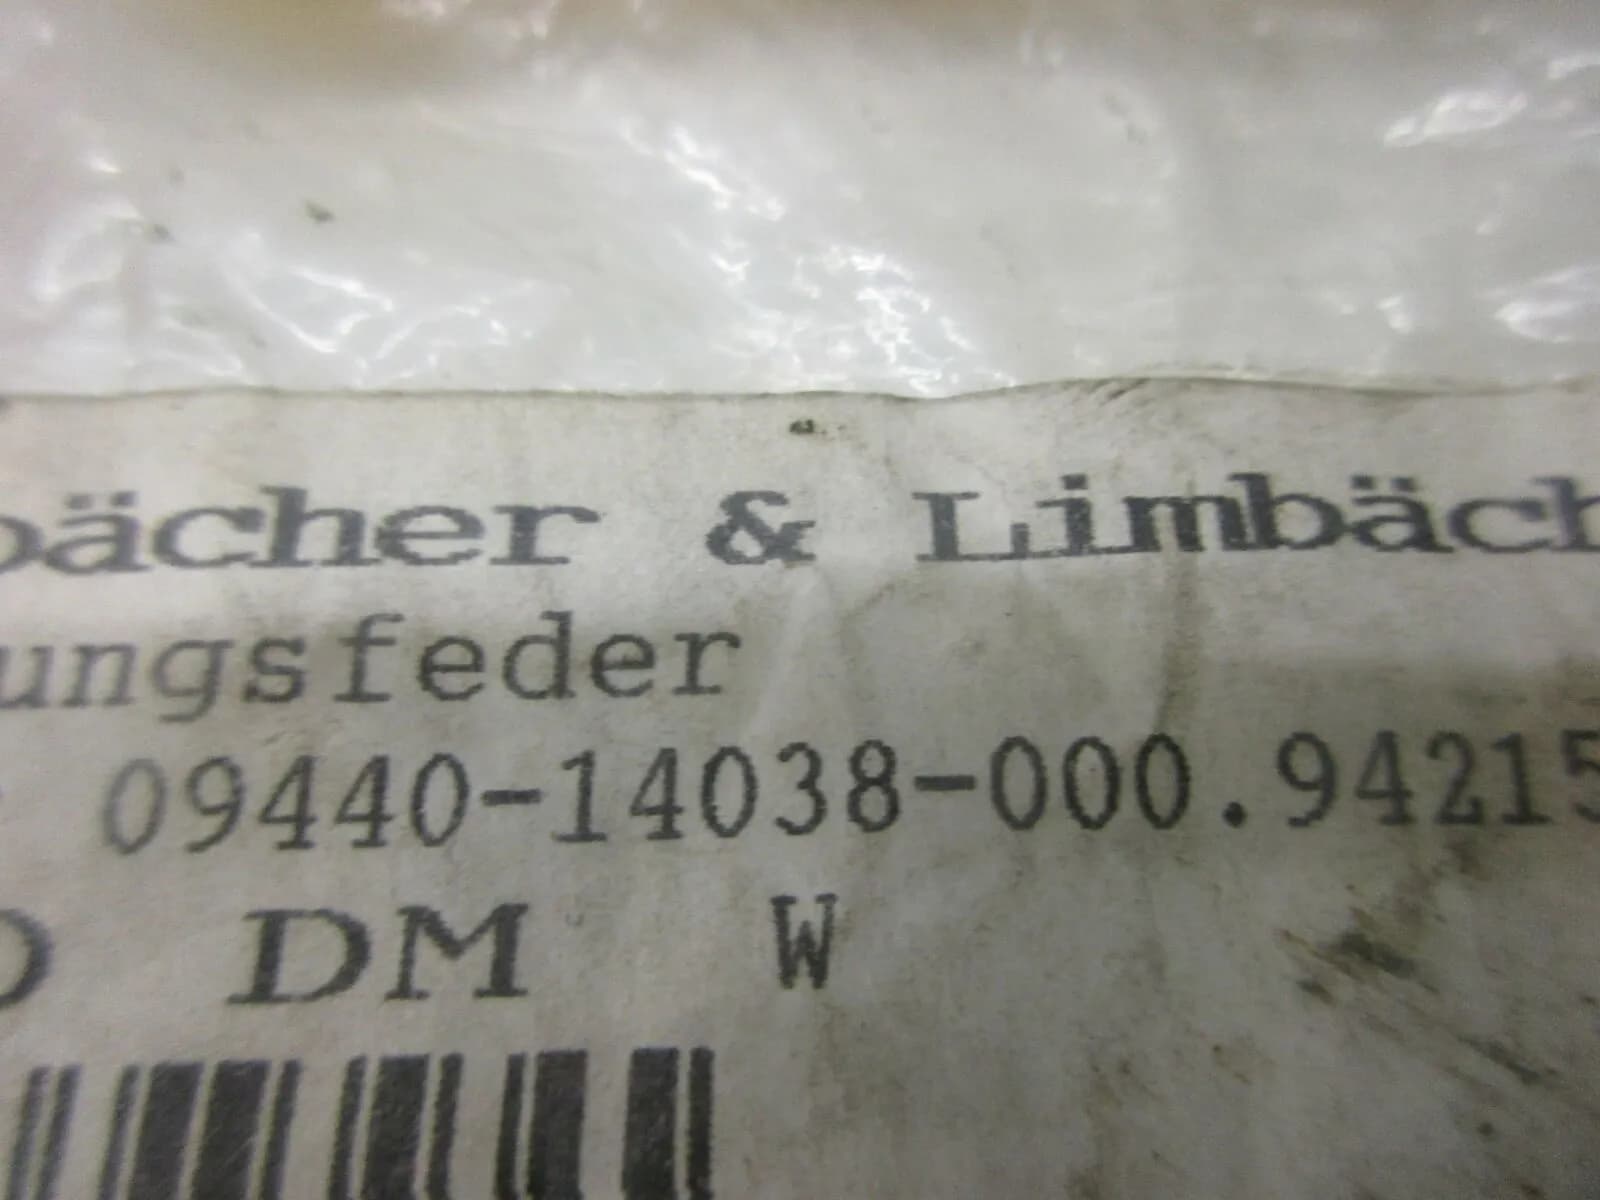 bächer & Limbäch
ungsfeder
09440-14038-000.94215
DM W